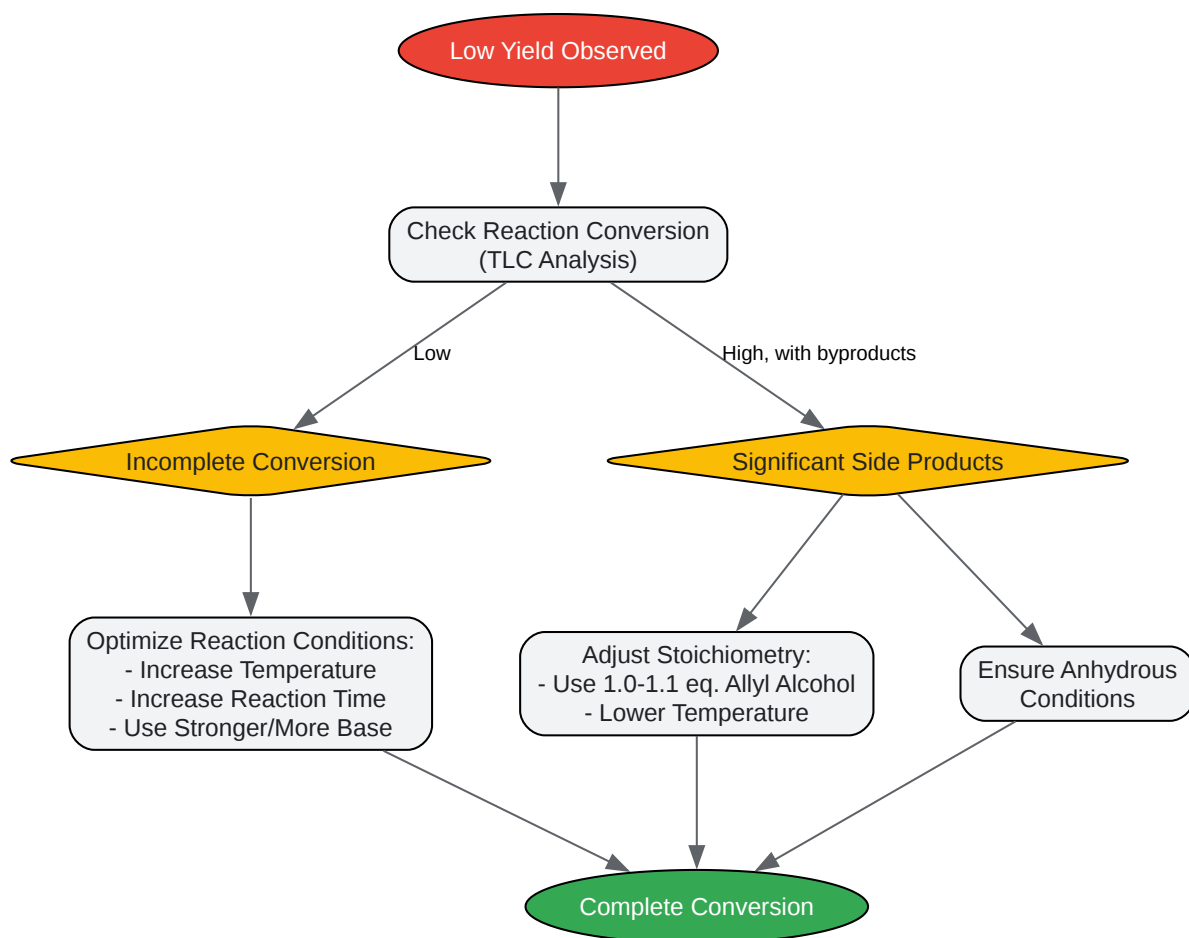 Low Yield Observed
Check Reaction Conversion
(TLC Analysis)
Low
High, with byproducts
Incomplete Conversion
Significant Side Products
Optimize Reaction Conditions:
- Increase Temperature
- Increase Reaction Time
- Use Stronger/More Base
Adjust Stoichiometry:
- Use 1.0-1.1 eq. Allyl Alcohol
- Lower Temperature
Ensure Anhydrous
Conditions
Complete Conversion